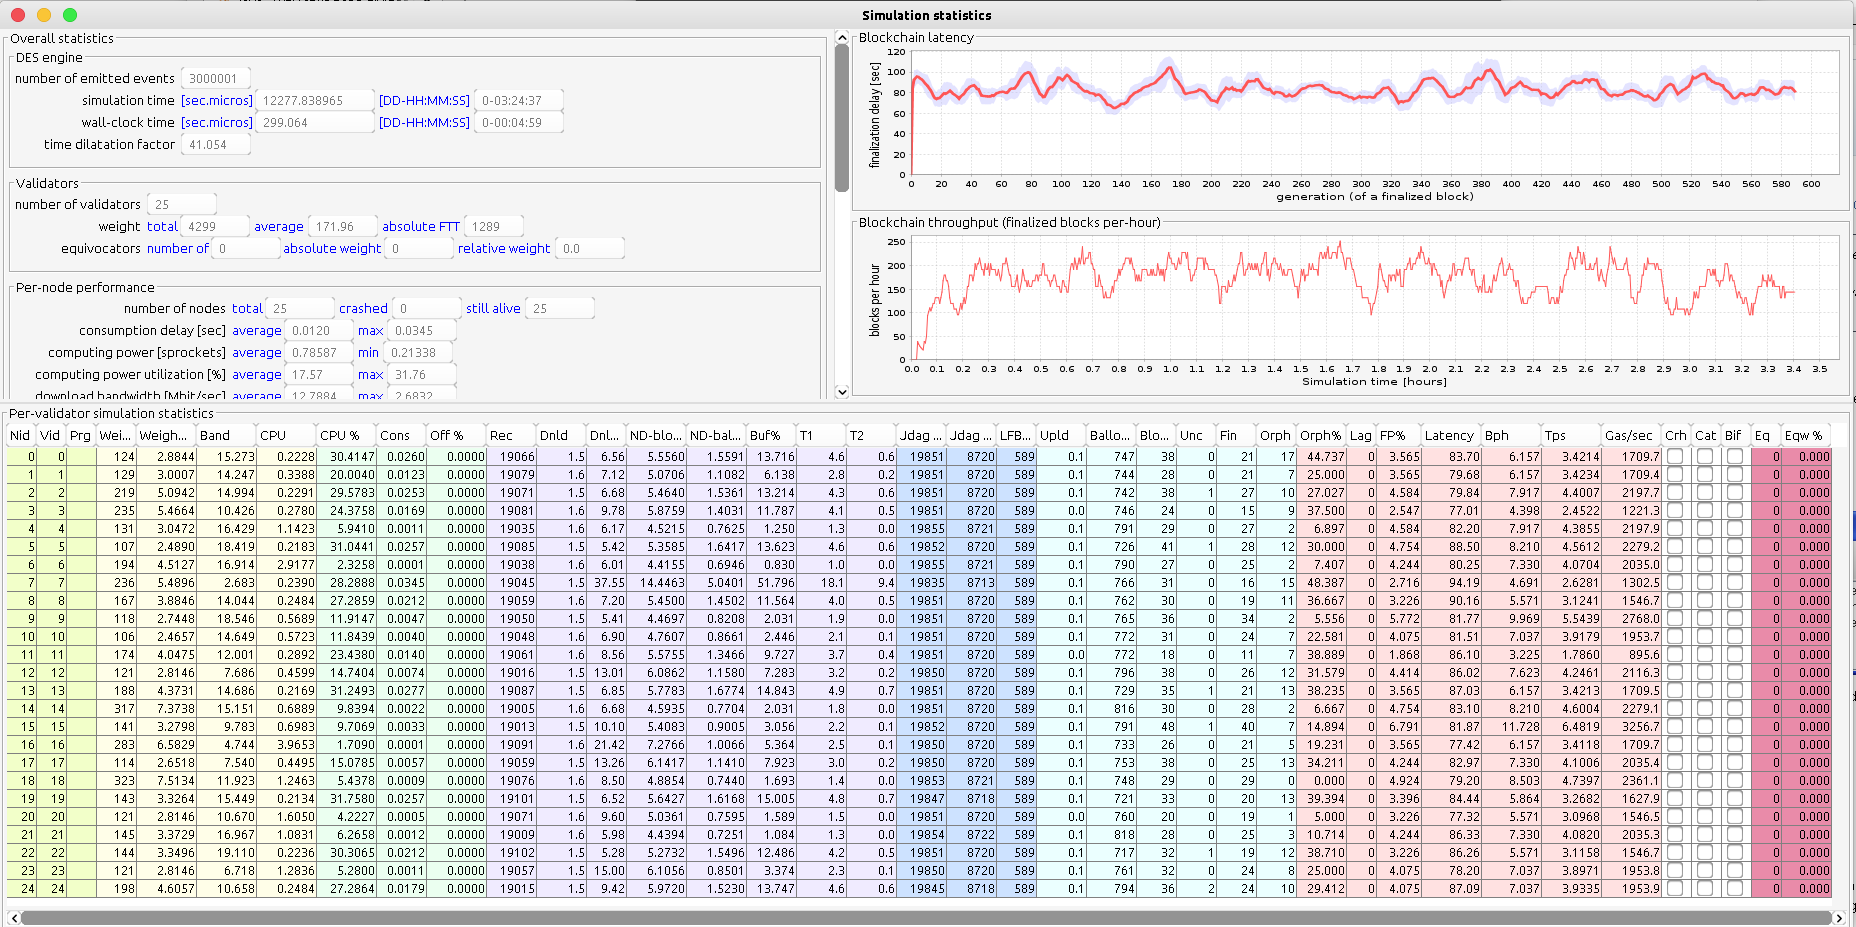 Simulation statistics
Overall statistics
DES engine
number of emitted events 3000001
simulation time [sec.micros] 12277.838965 [DD-HH:MM:SS] 0-03:24:37
wall-clock time [sec.micros] 299.064 [DD-HH:MM:SS] 0-00:04:59
time dilatation factor 41.054
Validators
number of validators 25
weight total 4299 average 171.96 absolute FTT 1289
equivocators number of 0 absolute weight 0 relative weight 0.0
Per-node performance
number of nodes total 25 crashed 0 still alive 25
consumption delay [sec] average 0.0120 max 0.0345
computing power [sprockets] average 0.78587 min 0.21338
computing power utilization [%] average 17.57 max 31.76
download bandwidth [Mbit/sec] average 12.7884 max 2.6832
Blockchain latency
finalization delay [sec]
120
100
80
60
40
20
0
0 20 40 60 80 100 120 140 160 180 200 220 240 260 280 300 320 340 360 380 400 420 440 460 480 500 520 540 560 580 600
generation (of a finalized block)
Blockchain throughput (finalized blocks per-hour)
blocks per hour
250
200
150
100
50
0
0.0 0.1 0.2 0.3 0.4 0.5 0.6 0.7 0.8 0.9 1.0 1.1 1.2 1.3 1.4 1.5 1.6 1.7 1.8 1.9 2.0 2.1 2.2 2.3 2.4 2.5 2.6 2.7 2.8 2.9 3.0 3.1 3.2 3.3 3.4 3.5
Simulation time [hours]
Per-validator simulation statistics
Nid Vid Prg Wei... Weigh... Band CPU CPU % Cons Off % Rec Dnld Dnl... ND-blo... ND-bal... Buf% T1 T2 Jdag ... Jdag ... LFB... Upld Ballo... Blo... Unc Fin Orph Orph% Lag FP% Latency Bph Tps Gas/sec Crh Cat Bif Eq Eqw %
0 0 124 2.8844 15.273 0.2228 30.4147 0.0260 0.0000 19066 1.5 6.56 5.5560 1.5591 13.716 4.6 0.6 19851 8720 589 0.1 747 38 0 21 17 44.737 0 3.565 83.70 6.157 3.4214 1709.7 0 0.000
1 1 129 3.0007 14.247 0.3388 20.0040 0.0123 0.0000 19079 1.6 7.12 5.0706 1.1082 6.138 2.8 0.2 19851 8720 589 0.1 744 28 0 21 7 25.000 0 3.565 79.68 6.157 3.4234 1709.4 0 0.000
2 2 219 5.0942 14.994 0.2291 29.5783 0.0253 0.0000 19071 1.5 6.68 5.4640 1.5361 13.214 4.3 0.6 19851 8720 589 0.1 742 38 1 27 10 27.027 0 4.584 79.84 7.917 4.4007 2197.7 0 0.000
3 3 235 5.4664 10.426 0.2780 24.3758 0.0169 0.0000 19081 1.6 9.78 5.8759 1.4031 11.787 4.1 0.5 19851 8720 589 0.0 746 24 0 15 9 37.500 0 2.547 77.01 4.398 2.4522 1221.3 0 0.000
4 4 131 3.0472 16.429 1.1423 5.9410 0.0011 0.0000 19035 1.5 6.17 4.5215 0.7625 1.250 1.3 0.0 19855 8721 589 0.1 791 29 0 27 2 6.897 0 4.584 82.20 7.917 4.3855 2197.9 0 0.000
5 5 107 2.4890 18.419 0.2183 31.0441 0.0257 0.0000 19085 1.5 5.42 5.3585 1.6417 13.623 4.6 0.6 19852 8720 589 0.1 726 41 1 28 12 30.000 0 4.754 88.50 8.210 4.5612 2279.2 0 0.000
6 6 194 4.5127 16.914 2.9177 2.3258 0.0001 0.0000 19038 1.6 6.01 4.4155 0.6946 0.830 1.0 0.0 19855 8721 589 0.1 790 27 0 25 2 7.407 0 4.244 80.25 7.330 4.0704 2035.0 0 0.000
7 7 236 5.4896 2.683 0.2390 28.2888 0.0345 0.0000 19045 1.5 37.55 14.4463 5.0401 51.796 18.1 9.4 19835 8713 589 0.1 766 31 0 16 15 48.387 0 2.716 94.19 4.691 2.6281 1302.5 0 0.000
8 8 167 3.8846 14.044 0.2484 27.2859 0.0212 0.0000 19059 1.6 7.20 5.4500 1.4502 11.564 4.0 0.5 19851 8720 589 0.1 762 30 0 19 11 36.667 0 3.226 90.16 5.571 3.1241 1546.7 0 0.000
9 9 118 2.7448 18.546 0.5689 11.9147 0.0047 0.0000 19050 1.5 5.41 4.4697 0.8208 2.031 1.9 0.0 19851 8720 589 0.1 765 36 0 34 2 5.556 0 5.772 81.77 9.969 5.5439 2768.0 0 0.000
10 10 106 2.4657 14.649 0.5723 11.8439 0.0040 0.0000 19048 1.6 6.90 4.7607 0.8661 2.446 2.1 0.1 19851 8720 589 0.1 772 31 0 24 7 22.581 0 4.075 81.51 7.037 3.9179 1953.7 0 0.000
11 11 174 4.0475 12.001 0.2892 23.4380 0.0140 0.0000 19061 1.6 8.56 5.5755 1.3466 9.727 3.7 0.4 19851 8720 589 0.0 772 18 0 11 7 38.889 0 1.868 86.10 3.225 1.7860 895.6 0 0.000
12 12 121 2.8146 7.686 0.4599 14.7404 0.0074 0.0000 19016 1.5 13.01 6.0862 1.1580 7.283 3.2 0.2 19850 8720 589 0.1 796 38 0 26 12 31.579 0 4.414 86.02 7.623 4.2461 2116.3 0 0.000
13 13 188 4.3731 14.686 0.2169 31.2493 0.0277 0.0000 19087 1.5 6.85 5.7783 1.6774 14.843 4.9 0.7 19851 8720 589 0.1 729 35 1 21 13 38.235 0 3.565 87.03 6.157 3.4213 1709.5 0 0.000
14 14 317 7.3738 15.151 0.6889 9.8394 0.0022 0.0000 19005 1.6 6.68 4.5935 0.7704 2.031 1.8 0.0 19851 8720 589 0.1 816 30 0 28 2 6.667 0 4.754 83.10 8.210 4.6004 2279.1 0 0.000
15 15 141 3.2798 9.783 0.6983 9.7069 0.0033 0.0000 19013 1.5 10.10 5.4083 0.9005 3.056 2.2 0.1 19852 8720 589 0.1 791 48 1 40 7 14.894 0 6.791 81.87 11.728 6.4819 3256.7 0 0.000
16 16 283 6.5829 4.744 3.9653 1.7090 0.0001 0.0000 19091 1.6 21.42 7.2766 1.0066 5.364 2.5 0.1 19850 8720 589 0.1 733 26 0 21 5 19.231 0 3.565 77.42 6.157 3.4118 1709.7 0 0.000
17 17 114 2.6518 7.540 0.4495 15.0785 0.0057 0.0000 19059 1.5 13.26 6.1417 1.1410 7.923 3.0 0.2 19850 8720 589 0.1 753 38 0 25 13 34.211 0 4.244 82.97 7.330 4.1006 2035.4 0 0.000
18 18 323 7.5134 11.923 1.2463 5.4378 0.0009 0.0000 19076 1.6 8.50 4.8854 0.7440 1.693 1.4 0.0 19853 8721 589 0.1 748 29 0 29 0 0.000 0 4.924 79.20 8.503 4.7397 2361.1 0 0.000
19 19 143 3.3264 15.449 0.2134 31.7580 0.0257 0.0000 19101 1.5 6.52 5.6427 1.6168 15.005 4.8 0.7 19847 8718 589 0.1 721 33 0 20 13 39.394 0 3.396 84.44 5.864 3.2682 1627.9 0 0.000
20 20 121 2.8146 10.670 1.6050 4.2227 0.0005 0.0000 19071 1.6 9.60 5.0361 0.7595 1.589 1.5 0.0 19851 8720 589 0.0 760 20 0 19 1 5.000 0 3.226 77.32 5.571 3.0968 1546.5 0 0.000
21 21 145 3.3729 16.967 1.0831 6.2658 0.0012 0.0000 19009 1.6 5.98 4.4394 0.7251 1.084 1.3 0.0 19854 8722 589 0.1 818 28 0 25 3 10.714 0 4.244 86.33 7.330 4.0820 2035.3 0 0.000
22 22 144 3.3496 19.110 0.2236 30.3065 0.0212 0.0000 19102 1.5 5.28 5.2732 1.5496 12.486 4.2 0.5 19851 8720 589 0.1 717 32 1 19 12 38.710 0 3.226 86.26 5.571 3.1158 1546.7 0 0.000
23 23 121 2.8146 6.718 1.2836 5.2800 0.0011 0.0000 19057 1.6 15.00 6.1056 0.8501 3.374 2.3 0.1 19850 8720 589 0.1 761 32 0 24 8 25.000 0 4.075 78.20 7.037 3.8971 1953.8 0 0.000
24 24 198 4.6057 10.658 0.2484 27.2864 0.0179 0.0000 19015 1.5 9.42 5.9720 1.5230 13.747 4.6 0.6 19845 8718 589 0.1 794 36 2 24 10 29.412 0 4.075 87.09 7.037 3.9335 1953.9 0 0.000